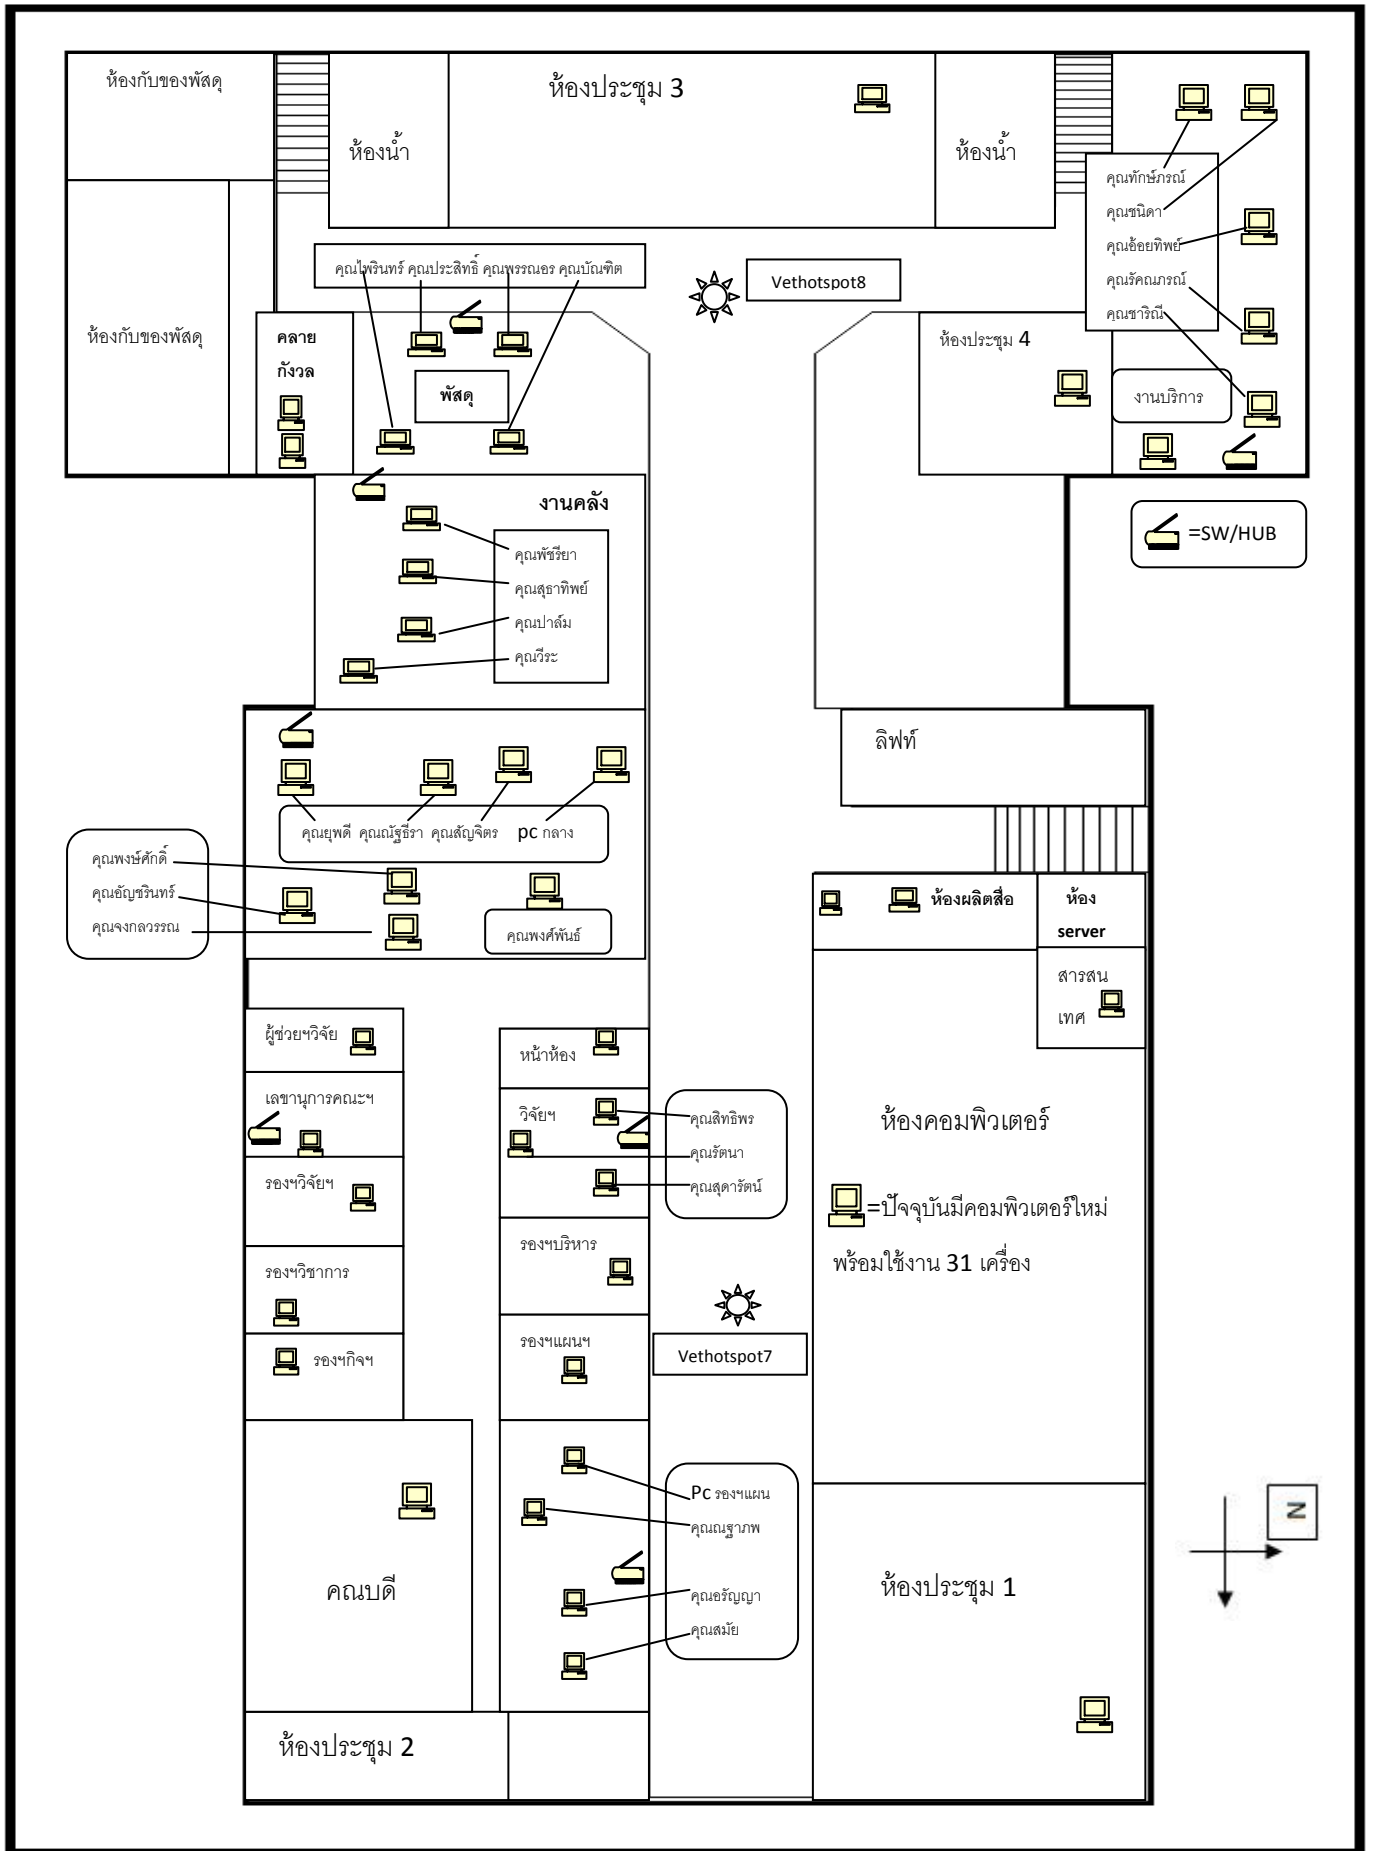 ห้องกับของพัสดุ
ห้องน้ำ
ห้องประชุม 3
ห้องน้ำ
คุณทักษ์ภรณ์
คุณชนิดา
คุณอ้อยทิพย์
คุณรัคณภรณ์
คุณชาริณี
งานบริการ
คุณไพรินทร์ คุณประสิทธิ์ คุณพรรณอร คุณบัณฑิต
Vethotspot8
ห้องกับของพัสดุ
คลาย
กังวล
พัสดุ
ห้องประชุม 4
=SW/HUB
งานคลัง
คุณพัชรียา
คุณสุธาทิพย์
คุณปาล์ม
คุณวีระ
ลิฟท์
คุณยุพดี คุณณัฐธีรา คุณสัญจิตร pc กลาง
คุณพงษ์ศักดิ์
คุณอัญชรินทร์
คุณจงกลวรรณ
คุณพงศ์พันธ์
ห้องผลิตสื่อ
ห้อง
server
สารสน
เทศ
ผู้ช่วยฯวิจัย
หน้าห้อง
เลขานุการคณะฯ
วิจัยฯ
คุณสิทธิพร
คุณรัตนา
คุณสุดารัตน์
ห้องคอมพิวเตอร์
=ปัจจุบันมีคอมพิวเตอร์ใหม่
พร้อมใช้งาน 31 เครื่อง
รองฯวิจัยฯ
รองฯบริหาร
รองฯวิชาการ
รองฯแผนฯ
รองฯกิจฯ
Vethotspot7
Pc รองฯแผน
คุณณฐาภพ
คุณอรัญญา
คุณสมัย
คณบดี
ห้องประชุม 1
N
ห้องประชุม 2